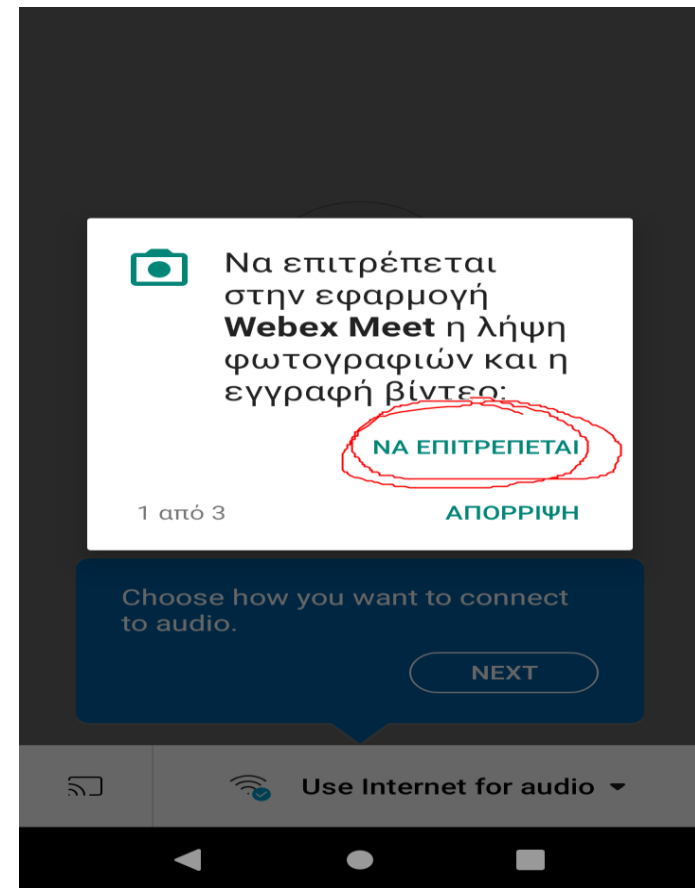 Να επιτρέπεται
στην εφαρμογή
Webex Meet η λήψη
φωτογραφιών και η
εγγραφή βίντεο;
ΝΑ ΕΠΙΤΡΕΠΕΤΑΙ
1 από 3
ΑΠΟΡΡΙΨΗ
Choose how you want to connect
to audio.
NEXT
Use Internet for audio